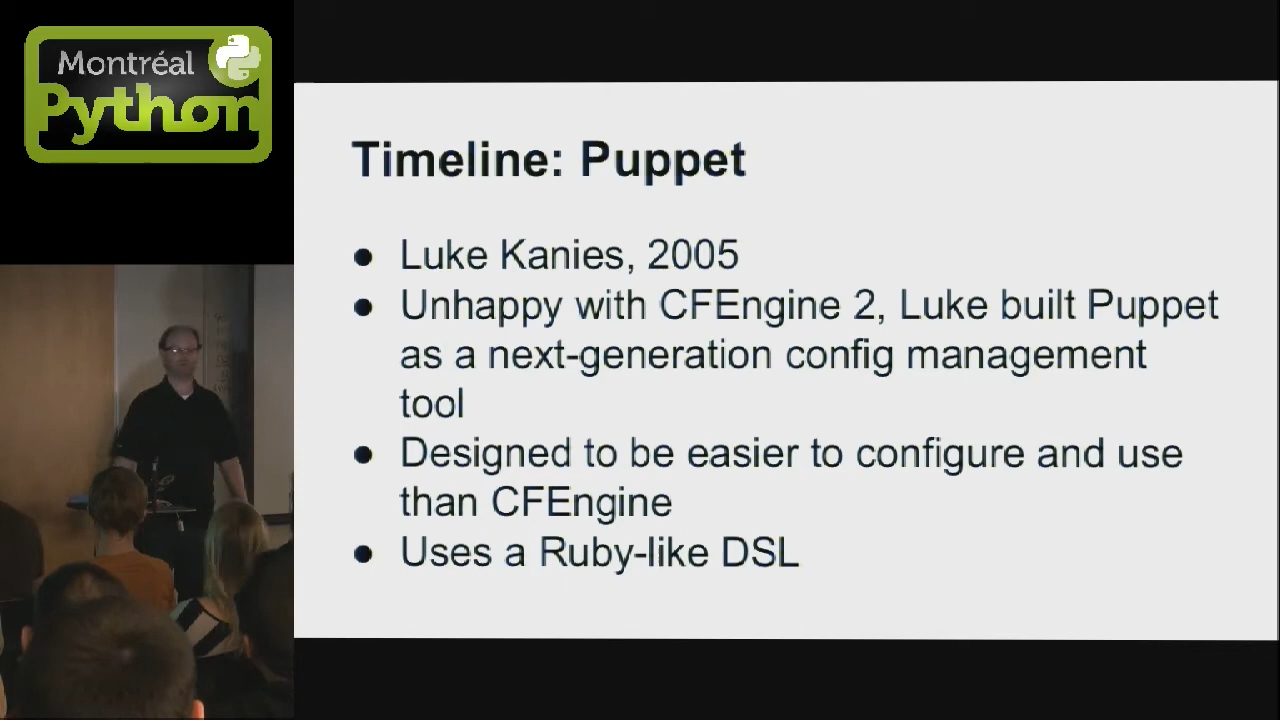 Montréal
Python
Timeline: Puppet
● Luke Kanies, 2005
● Unhappy with CFEngine 2, Luke built Puppet
as a next-generation config management
tool
● Designed to be easier to configure and use
than CFEngine
● Uses a Ruby-like DSL